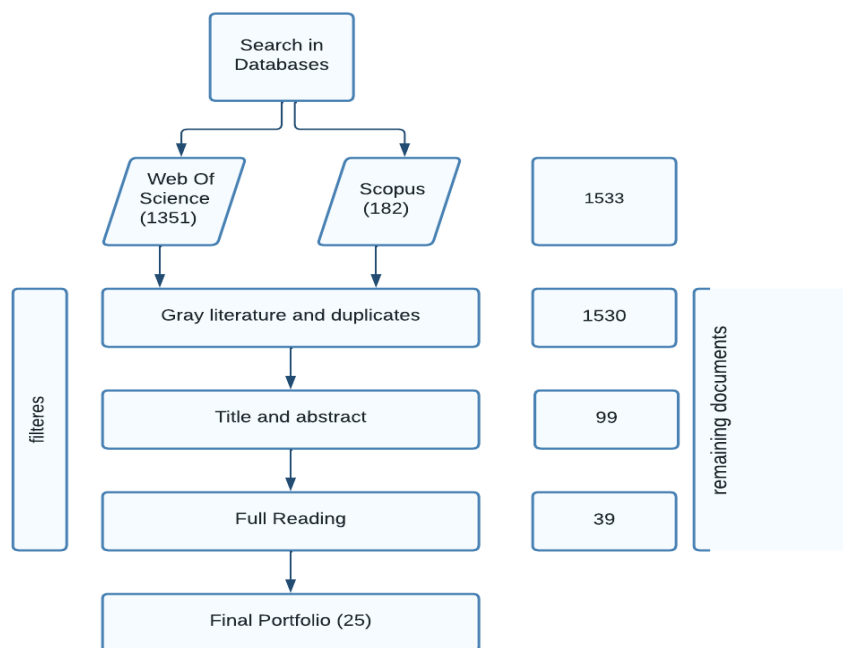 Search in
Databases
Web Of
Science
(1351)
Scopus
(182)
1533
Gray literature and duplicates
1530
Title and abstract
99
Full Reading
39
Final Portfolio (25)
filteres
remaining documents